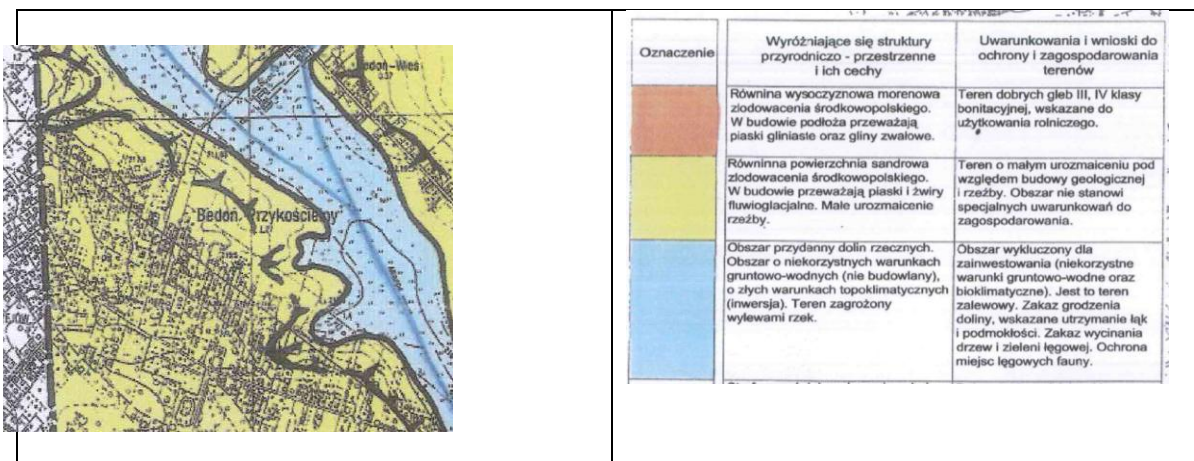 Bedoń-Wieś
Bedoń Przykościelny
Oznaczenie
Wyróżniające się struktury
przyrodniczo - przestrzenne
i ich cechy
Uwarunkowania i wnioski do
ochrony i zagospodarowania
terenów
Równina wysoczyznowa morenowa
zlodowacenia środkowopolskiego.
W budowie podłoża przeważają
piaski gliniaste oraz gliny zwałowe.
Teren dobrych gleb III, IV klasy
bonitacyjnej, wskazane do
użytkowania rolniczego.
Równinna powierzchnia sandrowa
zlodowacenia środkowopolskiego.
W budowie przeważają piaski i żwiry
fluwioglacjalne. Małe urozmaicenie
rzeźby.
Teren o małym urozmaiceniu pod
względem budowy geologicznej
i rzeźby. Obszar nie stanowi
specjalnych uwarunkowań do
zagospodarowania.
Obszar przydenny dolin rzecznych.
Obszar o niekorzystnych warunkach
gruntowo-wodnych (nie budowlany),
o złych warunkach topoklimatycznych
(inwersja). Teren zagrożony
wylewami rzek.
Obszar wykluczony dla
zainwestowania (niekorzystne
warunki gruntowo-wodne oraz
bioklimatyczne). Jest to teren
zalewowy. Zakaz grodzenia
doliny, wskazane utrzymanie łąk
i podmokłości. Zakaz wycinania
drzew i zieleni łęgowej. Ochrona
miejsc lęgowych fauny.